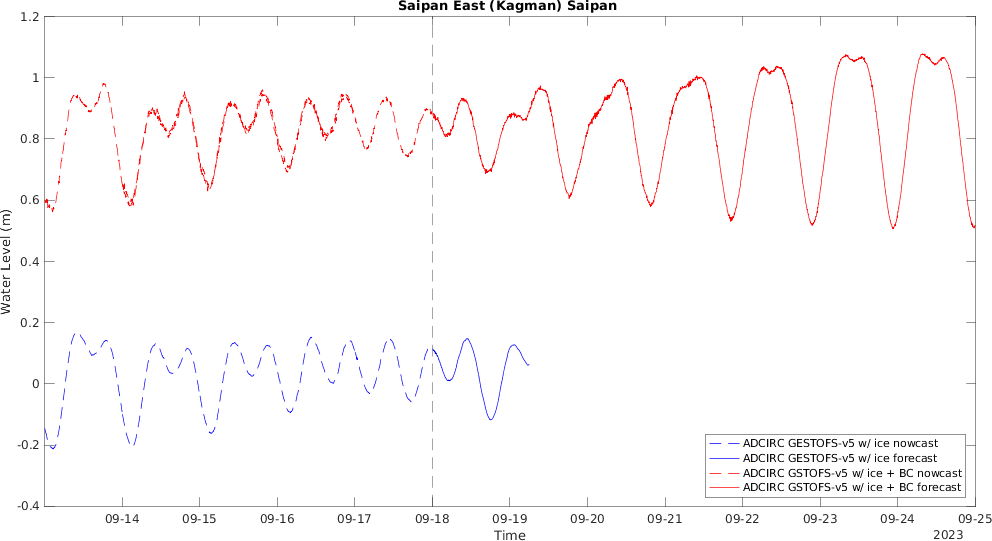 Saipan East (Kagman) Saipan
1.2
1
0.8
0.6
0.4
0.2
0
-0.2
-0.4
Water Level (m)
09-14 09-15 09-16 09-17 09-18 09-19 09-20 09-21 09-22 09-23 09-24 09-25
Time
2023
ADCIRC GESTOFS-v5 w/ ice nowcast
ADCIRC GESTOFS-v5 w/ ice forecast
ADCIRC GSTOFS-v5 w/ ice + BC nowcast
ADCIRC GSTOFS-v5 w/ ice + BC forecast